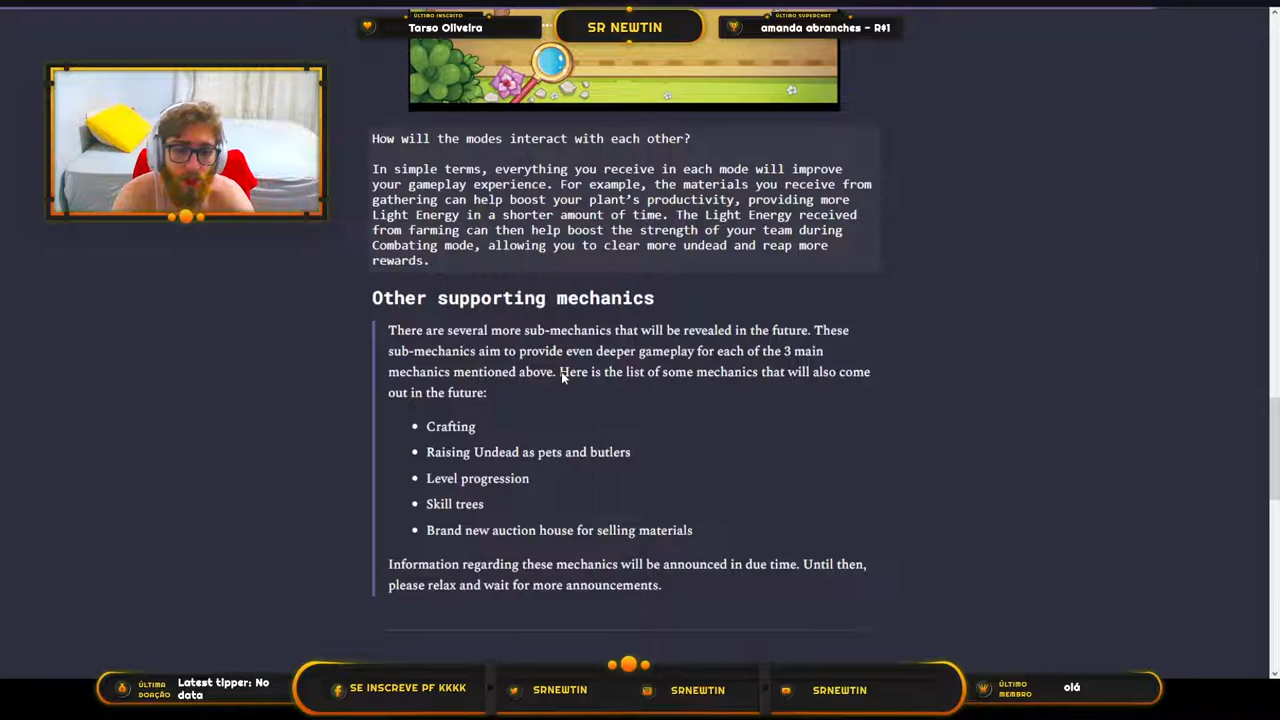 ÚLTIMO INSCRITO
Tarso Oliveira
SR NEWTIN
ÚLTIMO SUPERCHAT
amanda abranches - R$1
How will the modes interact with each other?
In simple terms, everything you receive in each mode will improve
your gameplay experience. For example, the materials you receive from
gathering can help boost your plant’s productivity, providing more
Light Energy in a shorter amount of time. The Light Energy received
from farming can then help boost the strength of your team during
Combating mode, allowing you to clear more undead and reap more
rewards.
Other supporting mechanics
There are several more sub-mechanics that will be revealed in the future. These
sub-mechanics aim to provide even deeper gameplay for each of the 3 main
mechanics mentioned above. Here is the list of some mechanics that will also come
out in the future:
• Crafting
• Raising Undead as pets and butlers
• Level progression
• Skill trees
• Brand new auction house for selling materials
Information regarding these mechanics will be announced in due time. Until then,
please relax and wait for more announcements.
ÚLTIMA
DOAÇÃO
Latest tipper: No
data
SE INSCREVE PF KKKK
SRNEWTIN
SRNEWTIN
SRNEWTIN
ÚLTIMO
MEMBRO
olá